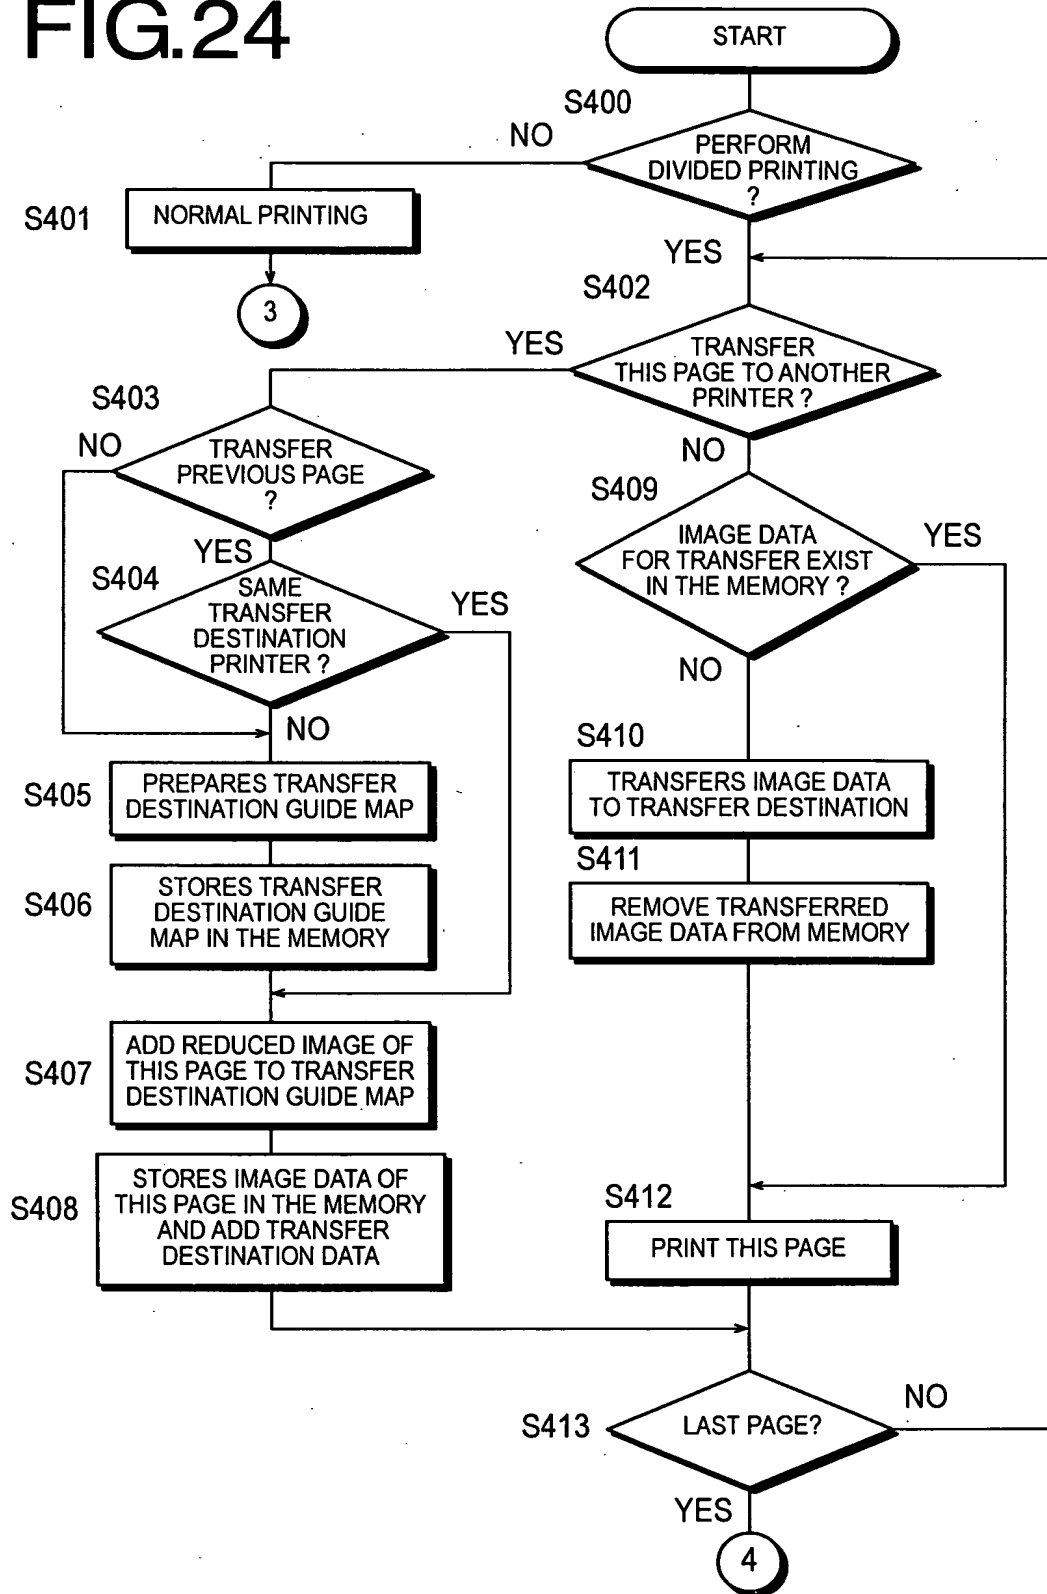 FIG.24
START
S400
NO
PERFORM
DIVIDED PRINTING
?
S401
NORMAL PRINTING
YES
3
S402
YES
TRANSFER
THIS PAGE TO ANOTHER
PRINTER ?
S403
NO
TRANSFER
PREVIOUS PAGE
?
NO
S409
YES
IMAGE DATA
FOR TRANSFER EXIST
IN THE MEMORY ?
YES
S404
SAME
TRANSFER
DESTINATION
PRINTER ?
YES
NO
NO
S410
S405
PREPARES TRANSFER
DESTINATION GUIDE MAP
TRANSFERS IMAGE DATA
TO TRANSFER DESTINATION
S411
S406
STORES TRANSFER
DESTINATION GUIDE
MAP IN THE MEMORY
REMOVE TRANSFERRED
IMAGE DATA FROM MEMORY
S407
ADD REDUCED IMAGE OF
THIS PAGE TO TRANSFER
DESTINATION GUIDE MAP
S408
STORES IMAGE DATA OF
THIS PAGE IN THE MEMORY
AND ADD TRANSFER
DESTINATION DATA
S412
PRINT THIS PAGE
S413
LAST PAGE?
NO
YES
4